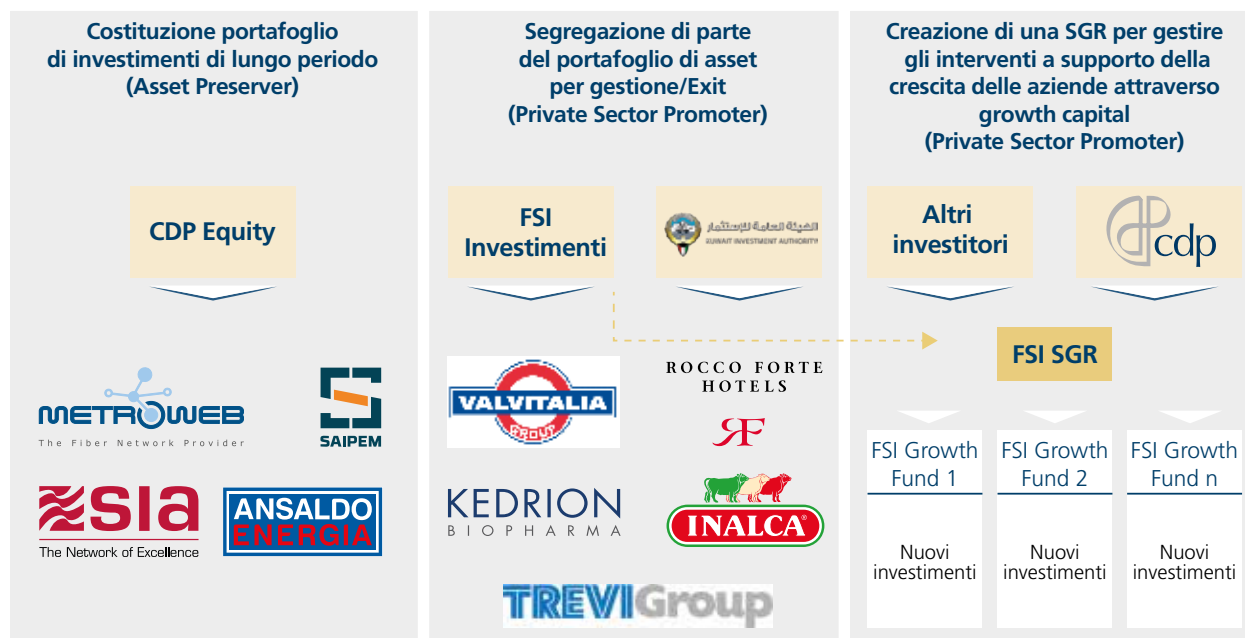 Costituzione portafoglio
di investimenti di lungo periodo
(Asset Preserver)
CDP Equity
METROWEB
The Fiber Network Provider
SAIPEM
sia
The Network of Excellence
ANSALDO
ENERGIA
Segregazione di parte
del portafoglio di asset
per gestione/Exit
(Private Sector Promoter)
FSI
Investimenti
الهيئة العامة للإستثمار
KUWAIT INVESTMENT AUTHORITY
VALVITALIA
GROUP
ROCCO FORTE
HOTELS
RF
KEDRION
BIOPHARMA
INALCA®
TREVIGroup
Creazione di una SGR per gestire
gli interventi a supporto della
crescita delle aziende attraverso
growth capital
(Private Sector Promoter)
Altri
investitori
cdp
FSI SGR
FSI Growth
Fund 1
Nuovi
investimenti
FSI Growth
Fund 2
Nuovi
investimenti
FSI Growth
Fund n
Nuovi
investimenti